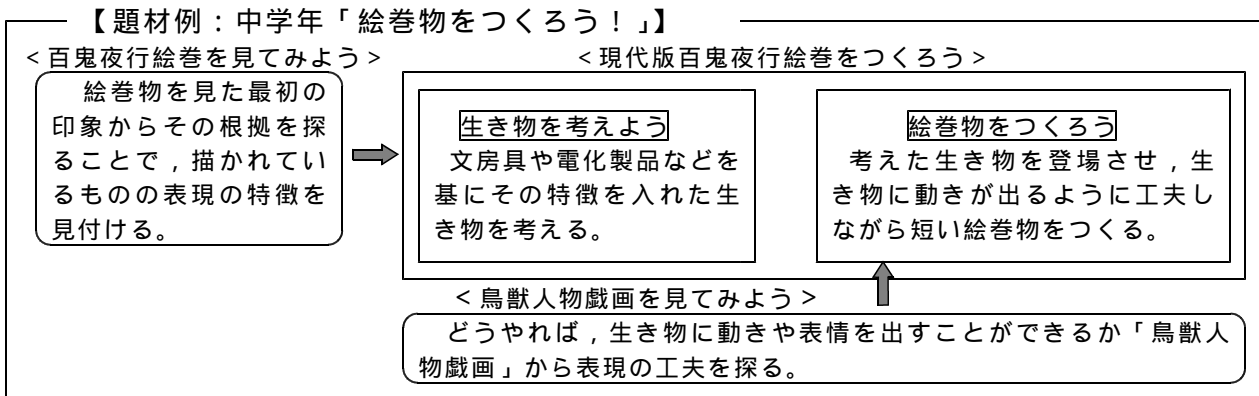 【題材例：中学年「絵巻物をつくろう！」】
＜百鬼夜行絵巻を見てみよう＞
絵巻物を見た最初の
印象からその根拠を探
ることで，描かれてい
るものの表現の特徴を
見付ける。
＜現代版百鬼夜行絵巻をつくろう＞
生き物を考えよう
文房具や電化製品などを
基にその特徴を入れた生
き物を考える。
絵巻物をつくろう
考えた生き物を登場させ，生
き物に動きが出るように工夫し
ながら短い絵巻物をつくる。
＜鳥獣人物戯画を見てみよう＞
どうやれば，生き物に動きや表情を出すことができるか「鳥獣人
物戯画」から表現の工夫を探る。